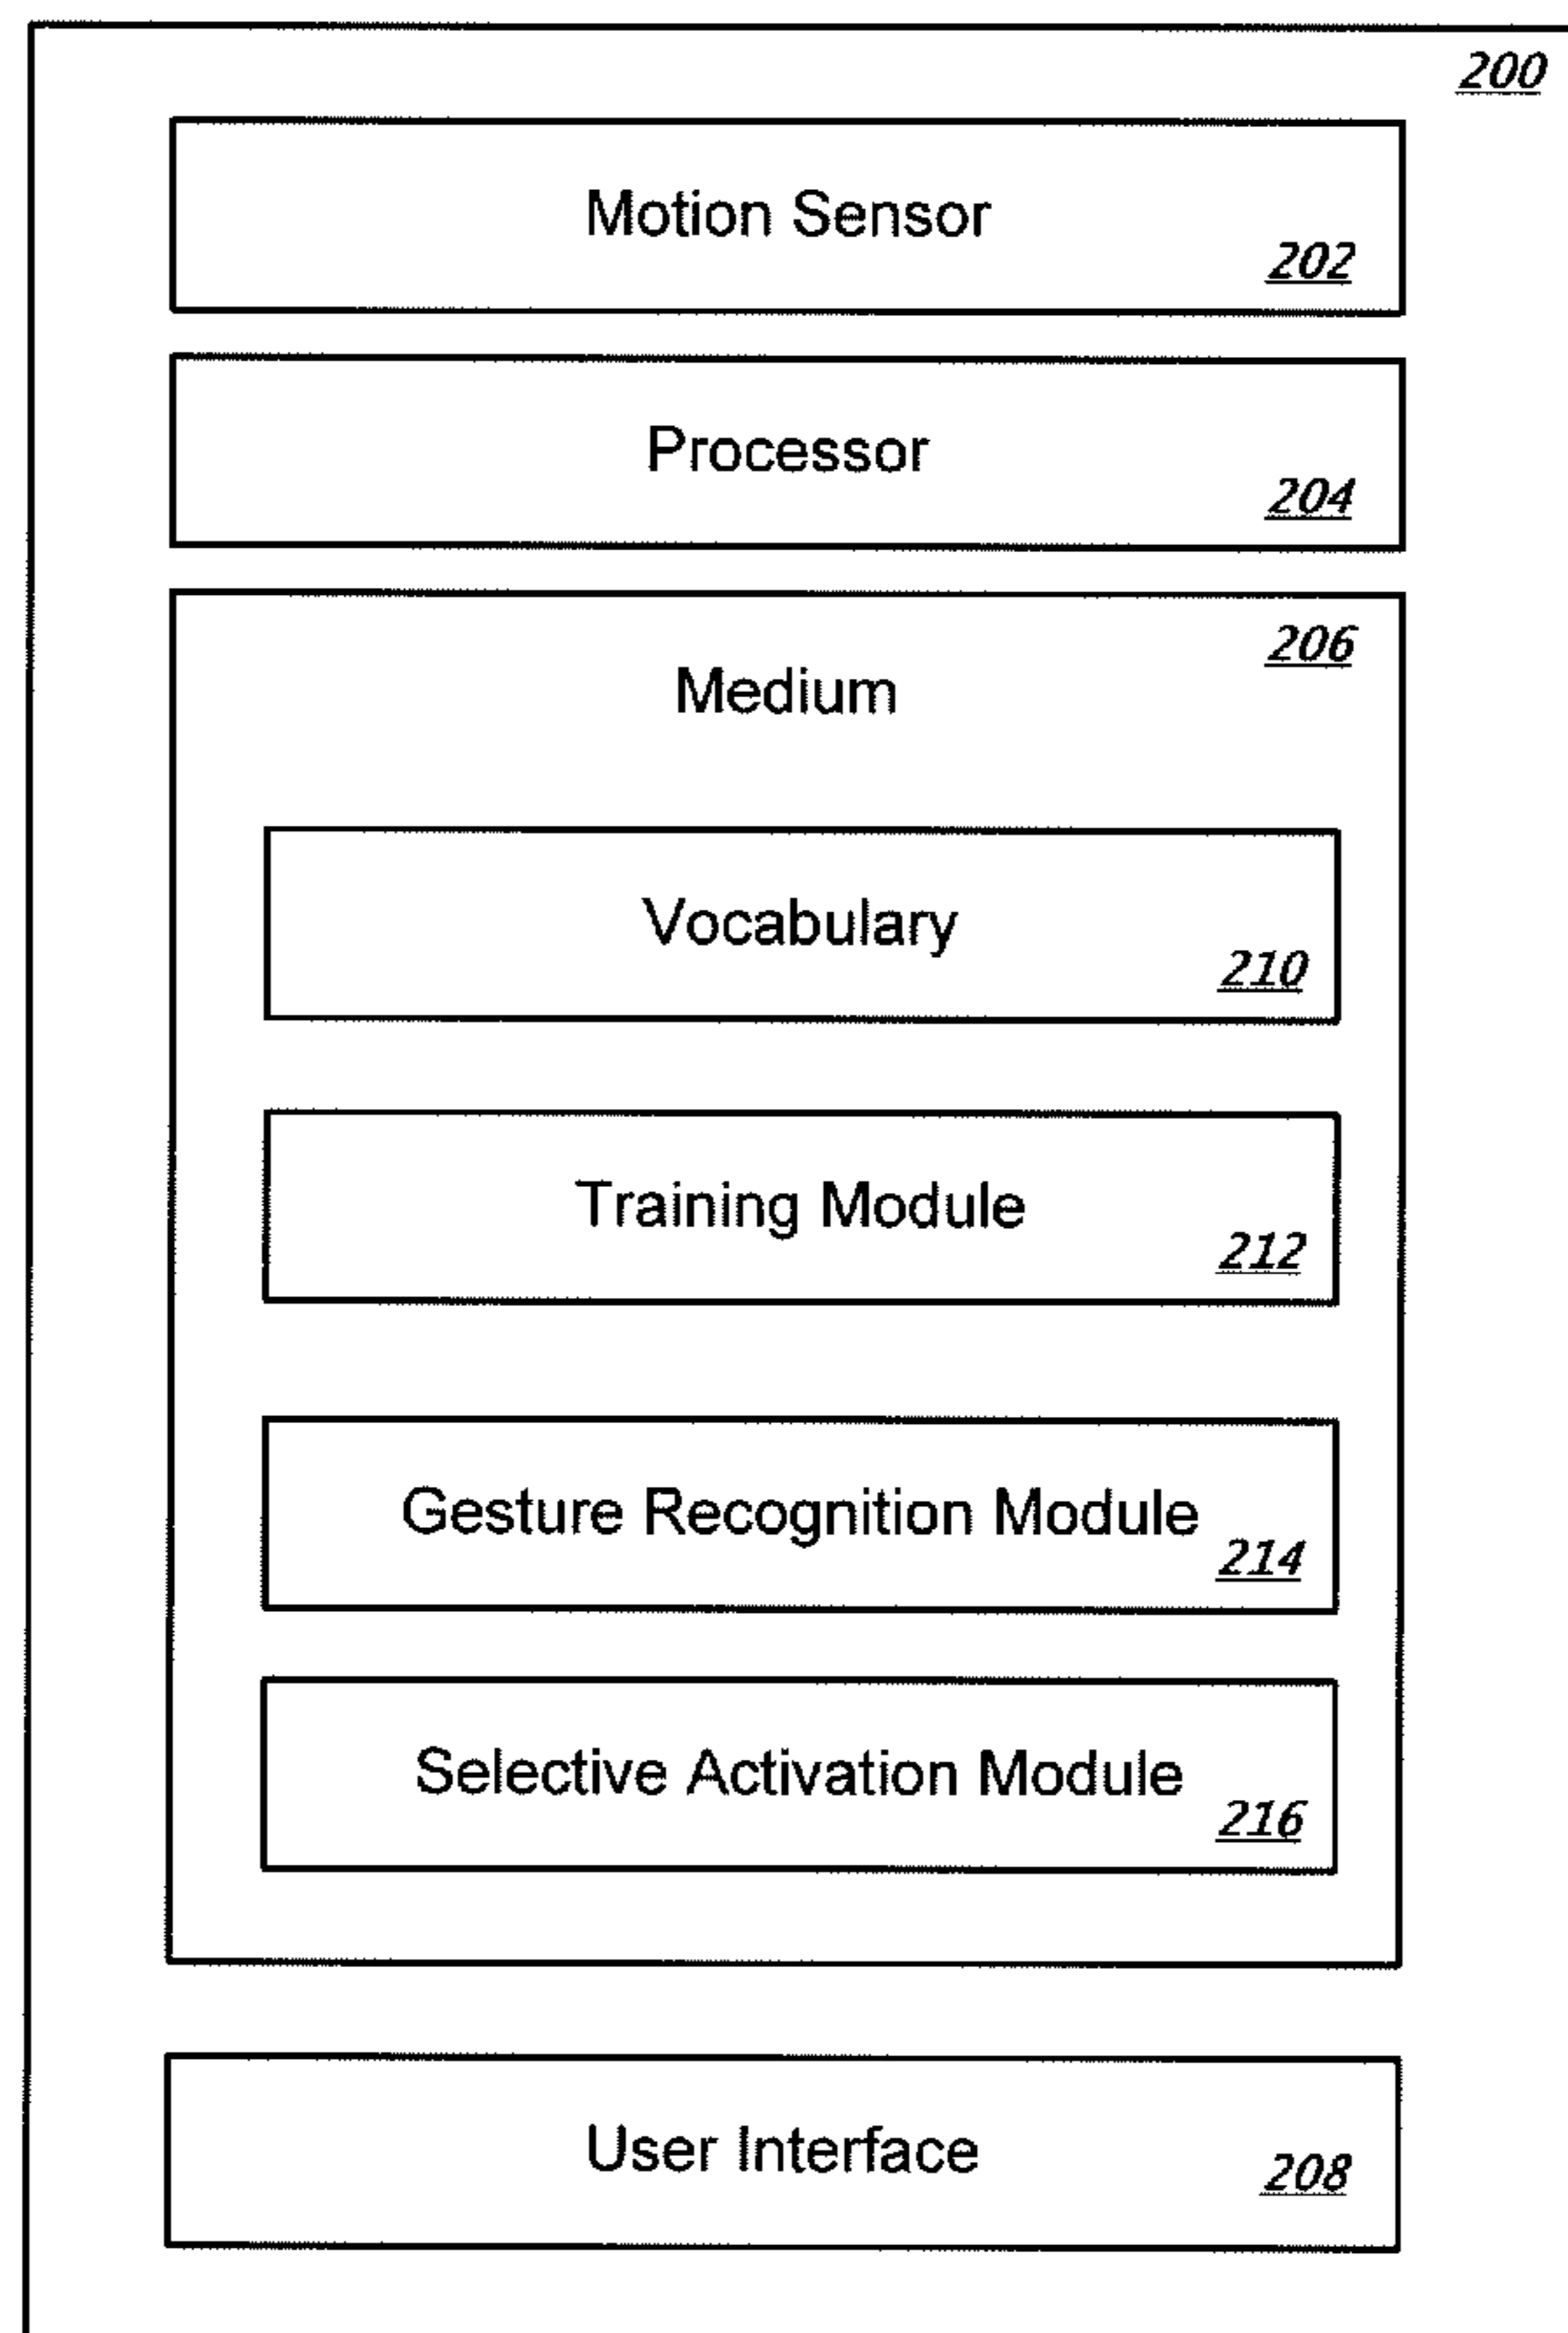 200
Motion Sensor
202
Processor
204
206
Medium
Vocabulary
210
Training Module
212
Gesture Recognition Module
214
Selective Activation Module
216
User Interface
208